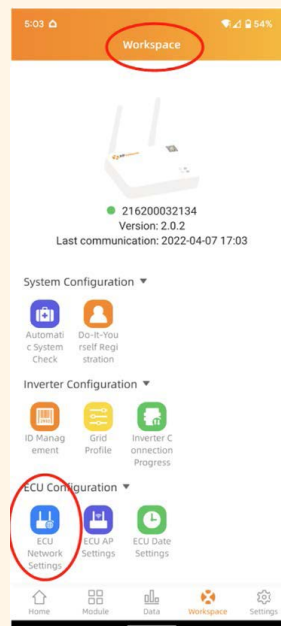 5:03
54%
Workspace
216200032134
Version: 2.0.2
Last communication: 2022-04-07 17:03
System Configuration
Automati
c System
Check
Do-It-You
rself Regi
stration
Inverter Configuration
ID Manag
ement
Grid
Profile
Inverter C
onnection
Progress
ECU Configuration
ECU
Network
Settings
ECU AP
Settings
ECU Date
Settings
Home
Module
Data
Workspace
Settings